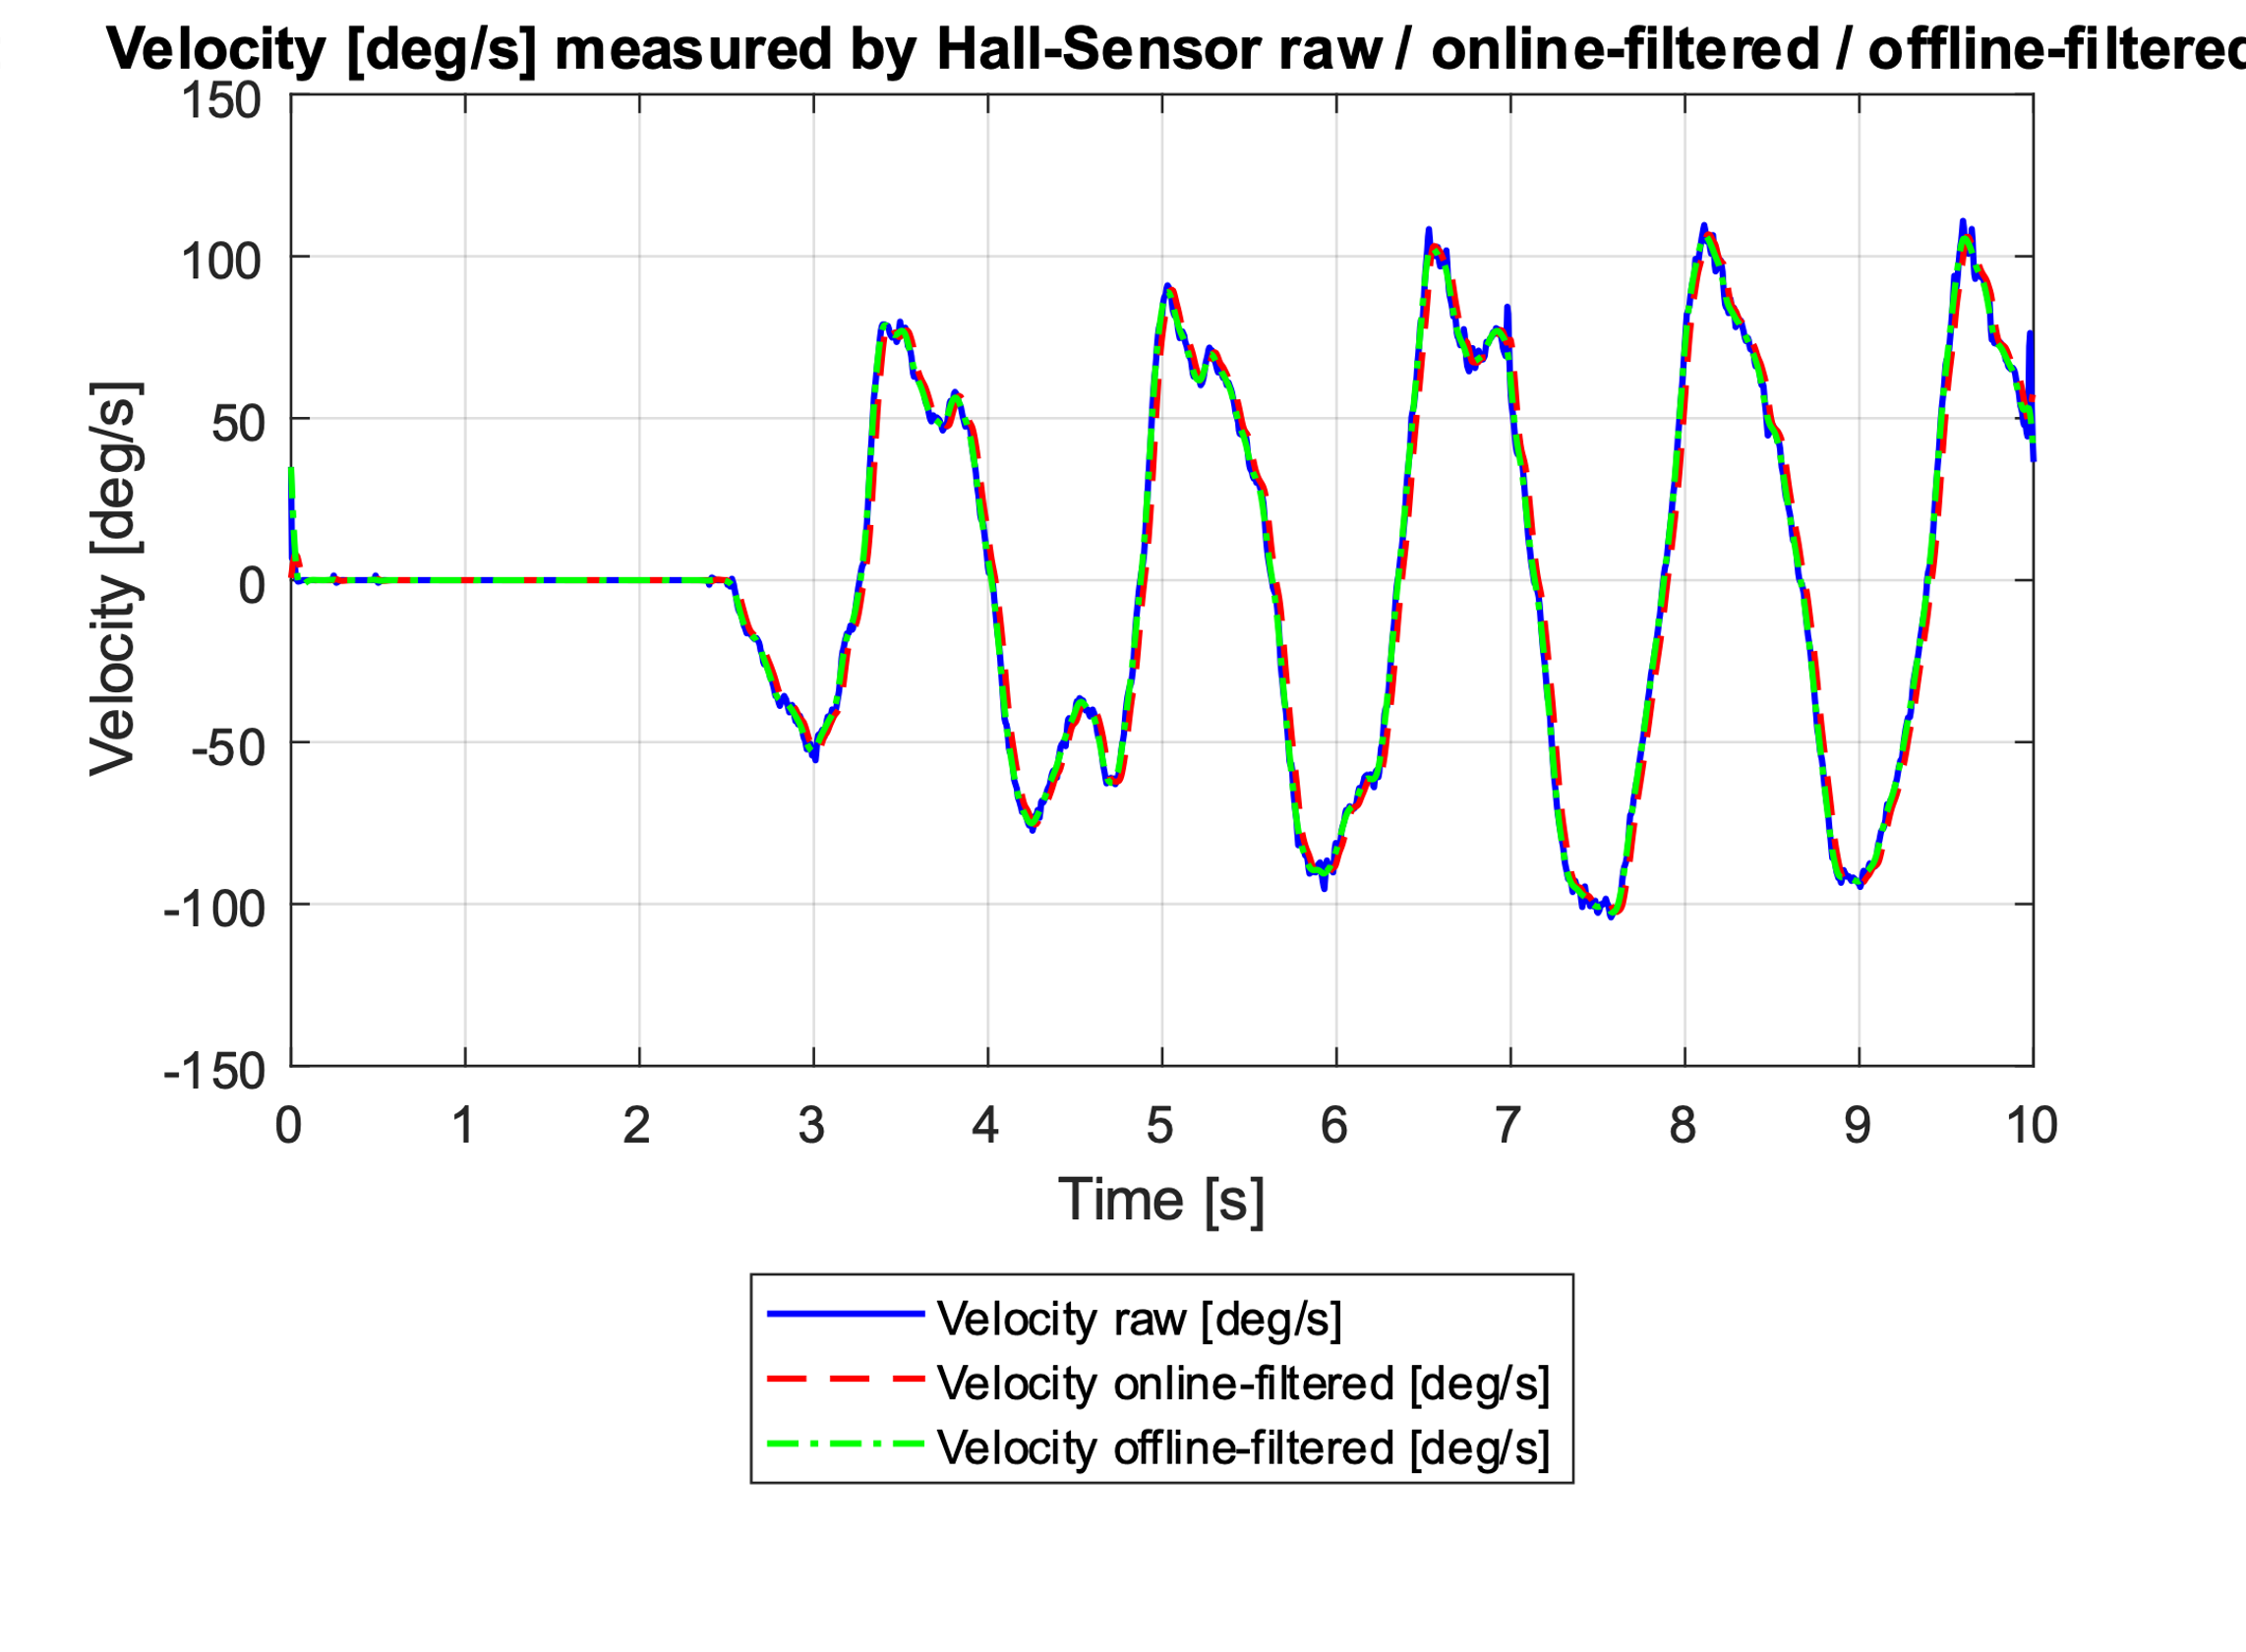 Velocity [deg/s] measured by Hall-Sensor raw / online-filtered / offline-filtered
150
100
50
0
-50
-100
-150
Velocity [deg/s]
0 1 2 3 4 5 6 7 8 9 10
Time [s]
Velocity raw [deg/s]
Velocity online-filtered [deg/s]
Velocity offline-filtered [deg/s]